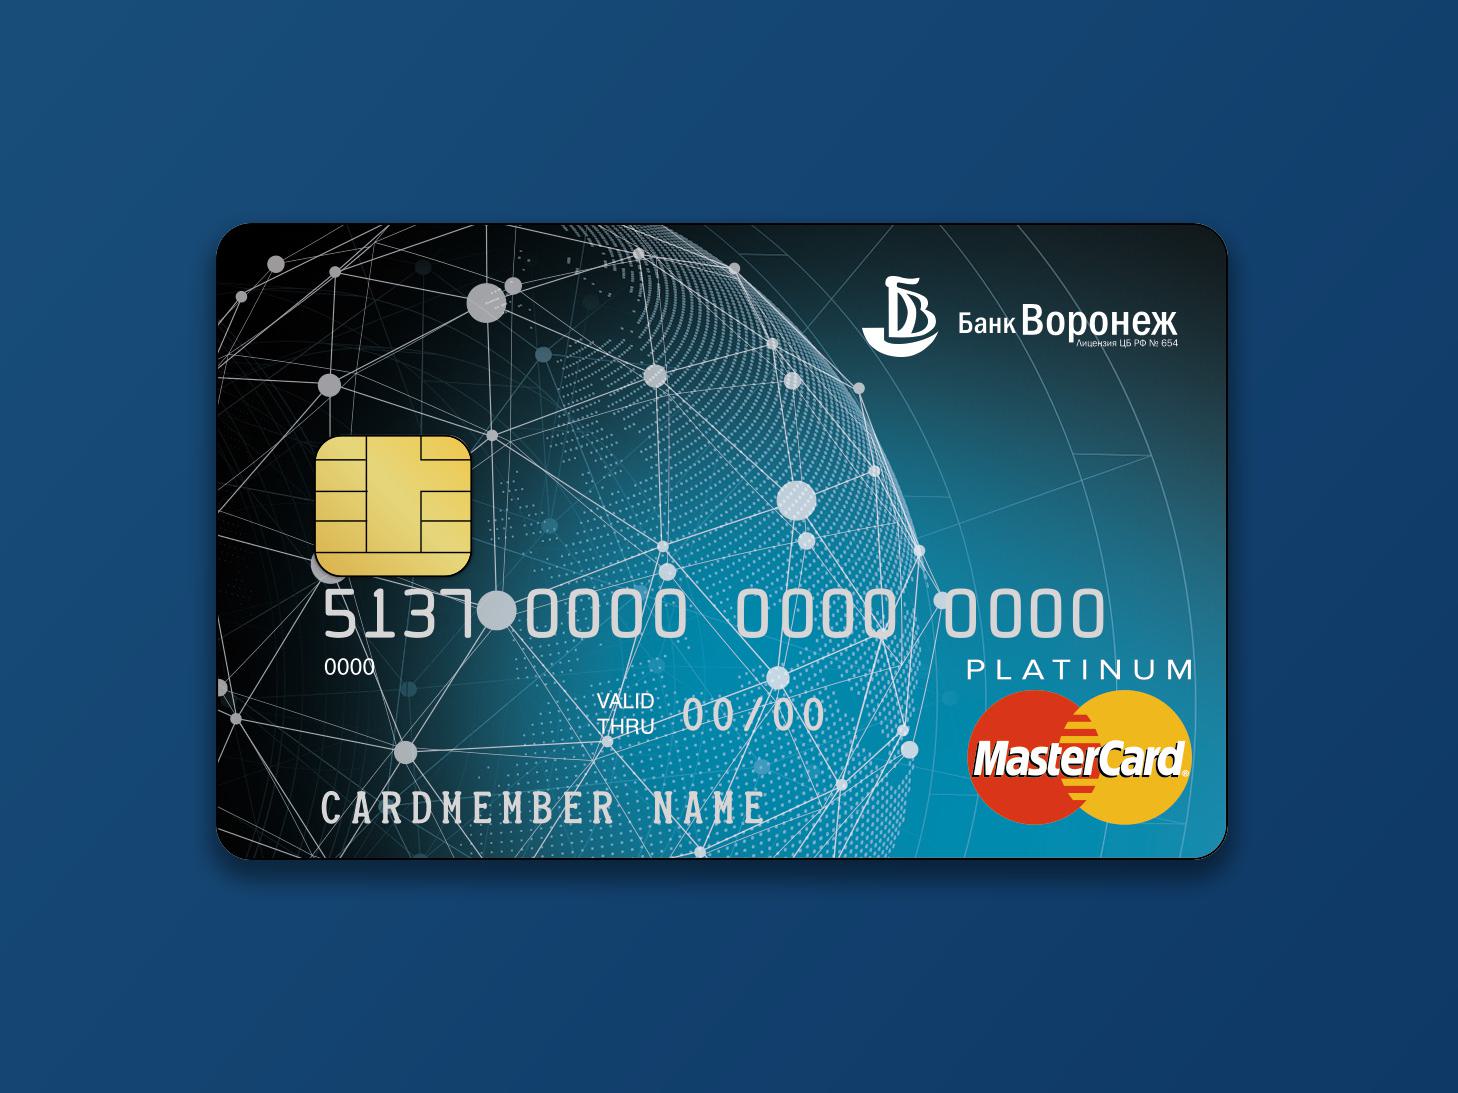 Банк Воронеж
Лицензия ЦБ РФ № 654
5137 0000 0000 0000
0000
PLATINUM
VALID
THRU 00/00
MasterCard®
CARDMEMBER NAME